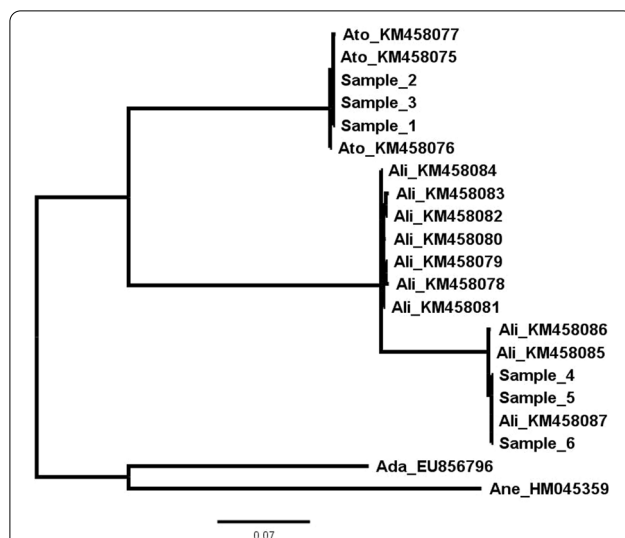 Ato_KM458077
Ato_KM458075
Sample_2
Sample_3
Sample_1
Ato_KM458076
Ali_KM458084
Ali_KM458083
Ali_KM458082
Ali_KM458080
Ali_KM458079
Ali_KM458078
Ali_KM458081
Ali_KM458086
Ali_KM458085
Sample_4
Sample_5
Ali_KM458087
Sample_6
Ada_EU856796
Ane_HM045359
0.07